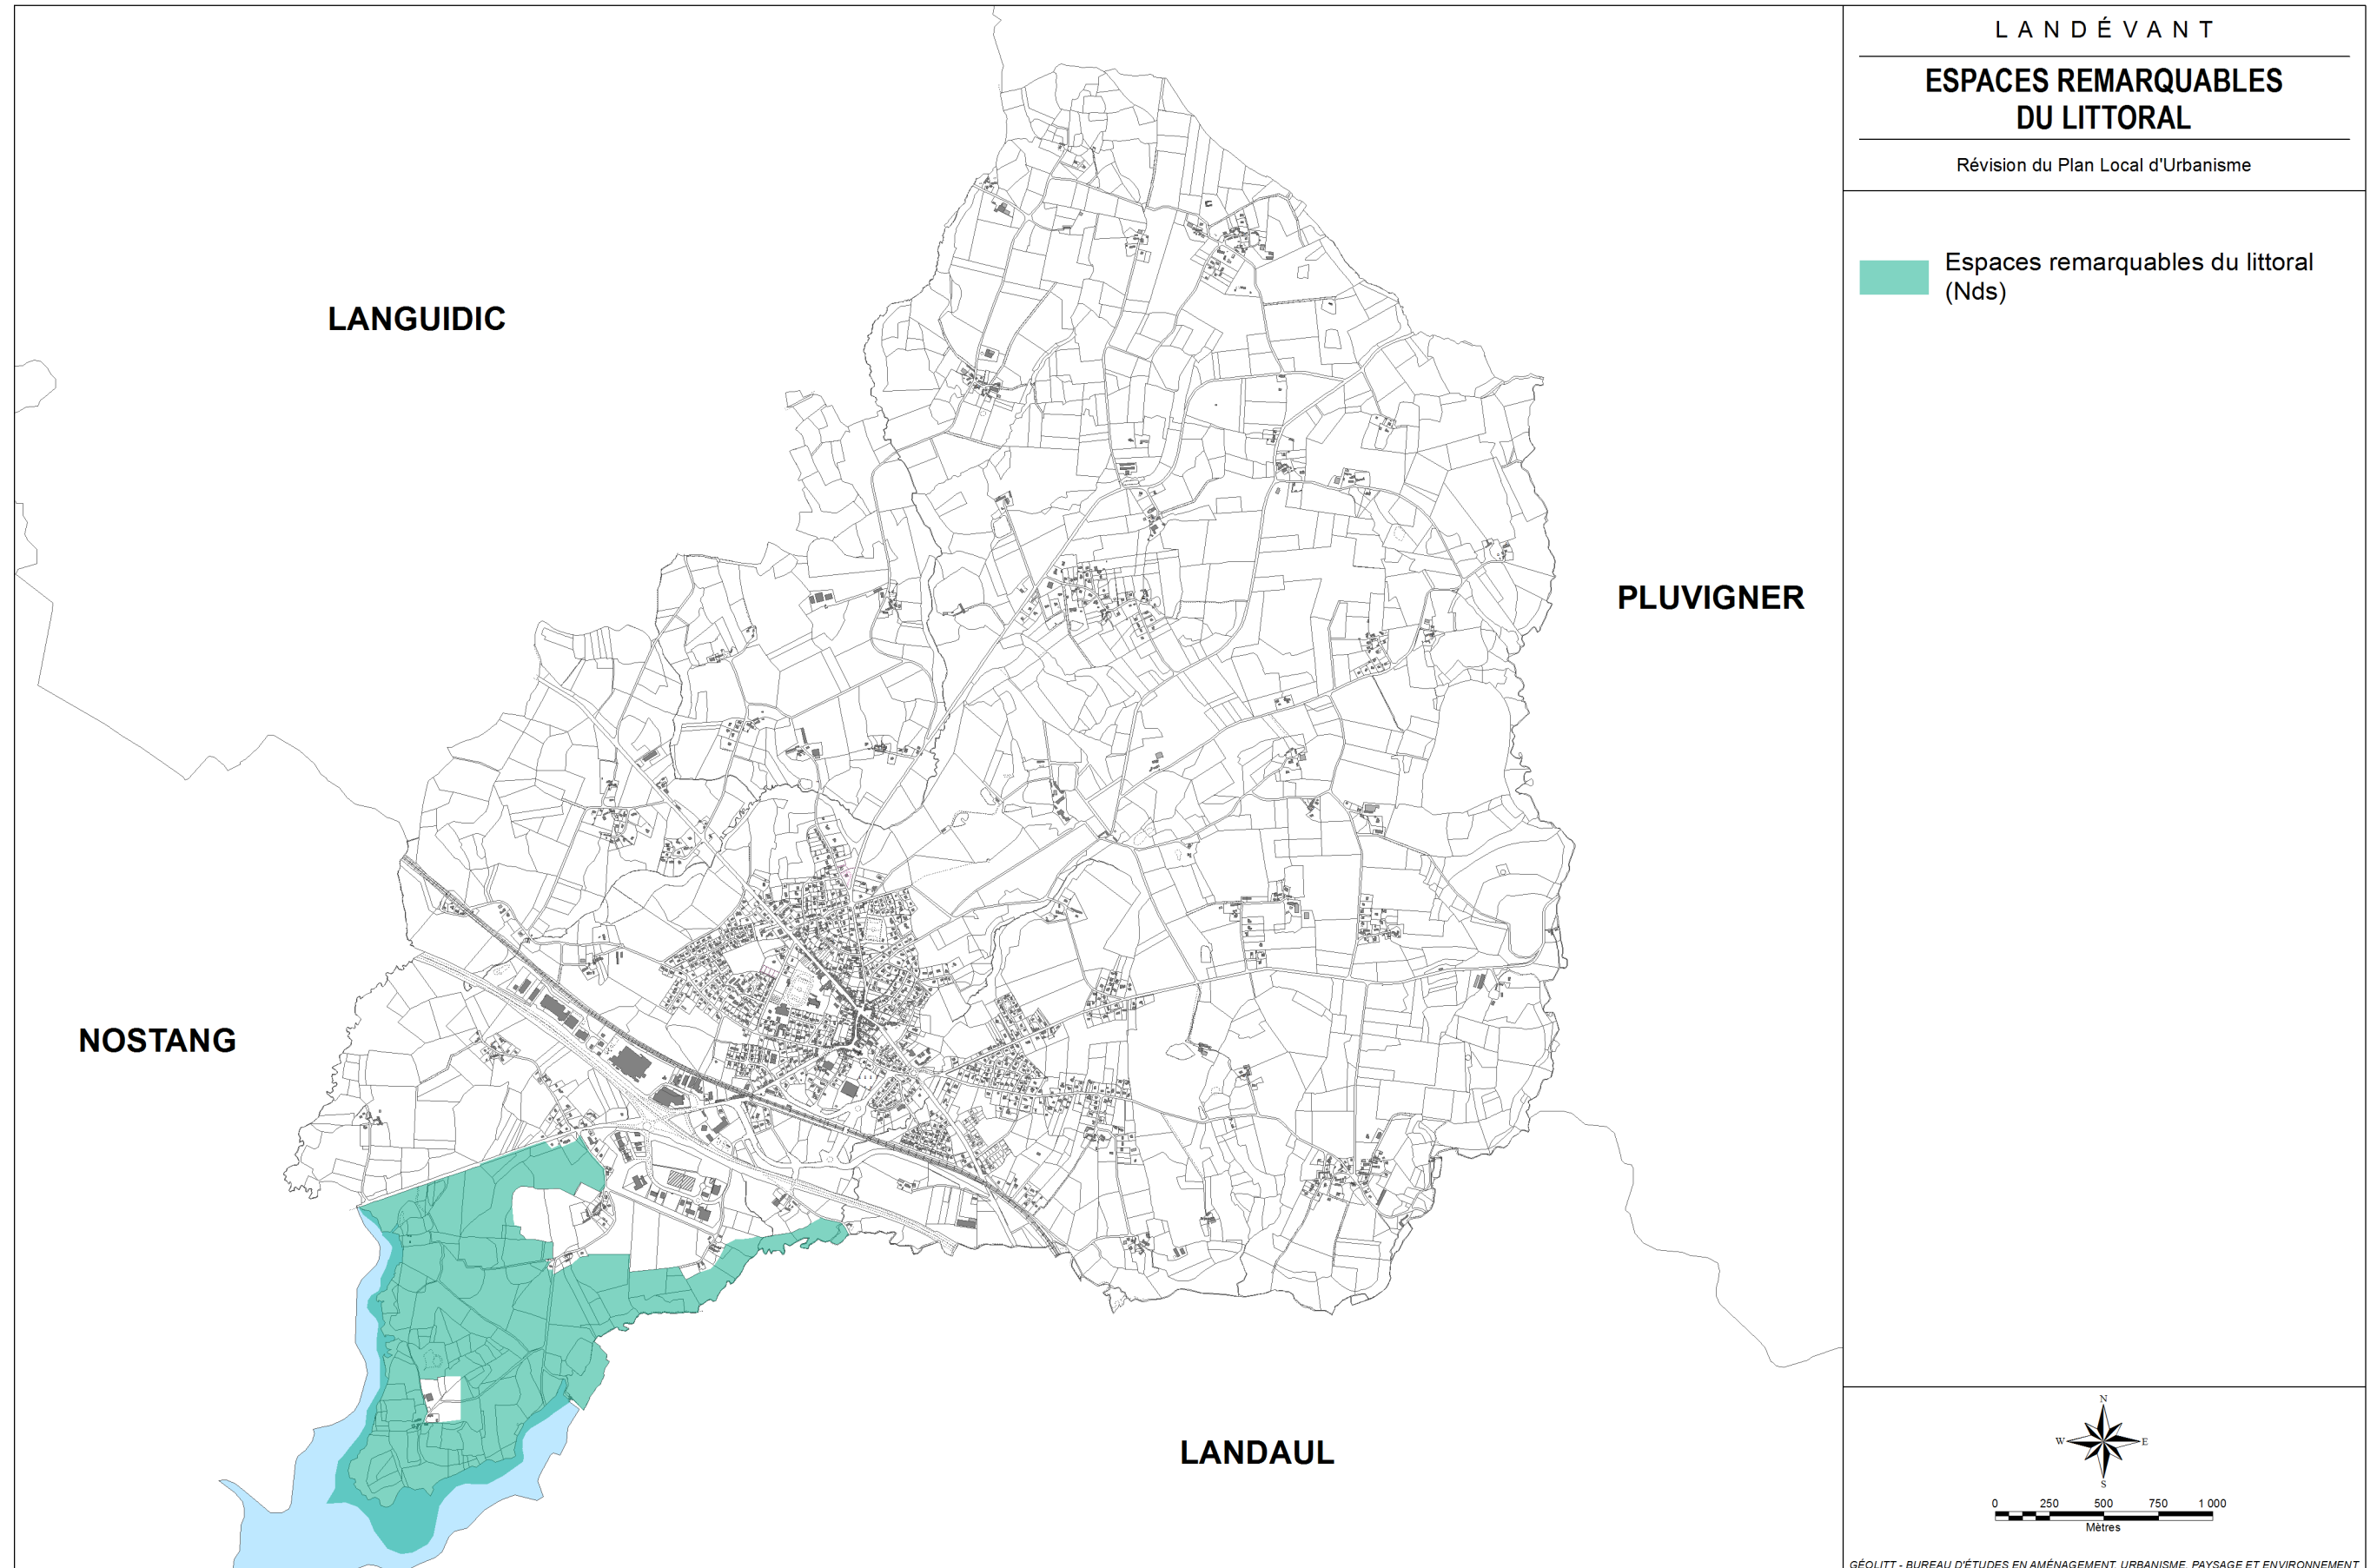 LANDÉVANT
ESPACES REMARQUABLES
DU LITTORAL
Révision du Plan Local d'Urbanisme
Espaces remarquables du littoral
(Nds)
LANGUIDIC
PLUVIGNER
NOSTANG
LANDAUL
N
W E
S
0 250 500 750 1 000
Mètres
GÉOLITT - BUREAU D'ÉTUDES EN AMÉNAGEMENT, URBANISME, PAYSAGE ET ENVIRONNEMENT